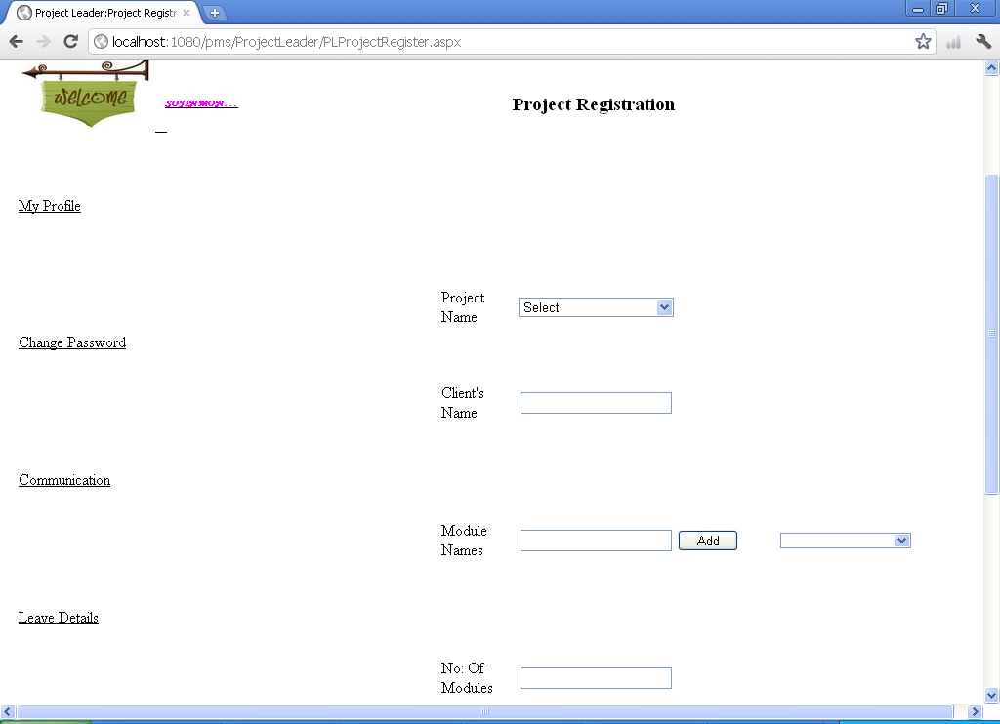 Project Leader:Project Registr
localhost:1080/pms/ProjectLeader/PLProjectRegister.aspx
Welcome
SOJINMON...
Project Registration
My Profile
Project
Name
Select
Change Password
Client's
Name
Communication
Module
Names
Add
Leave Details
No: Of
Modules